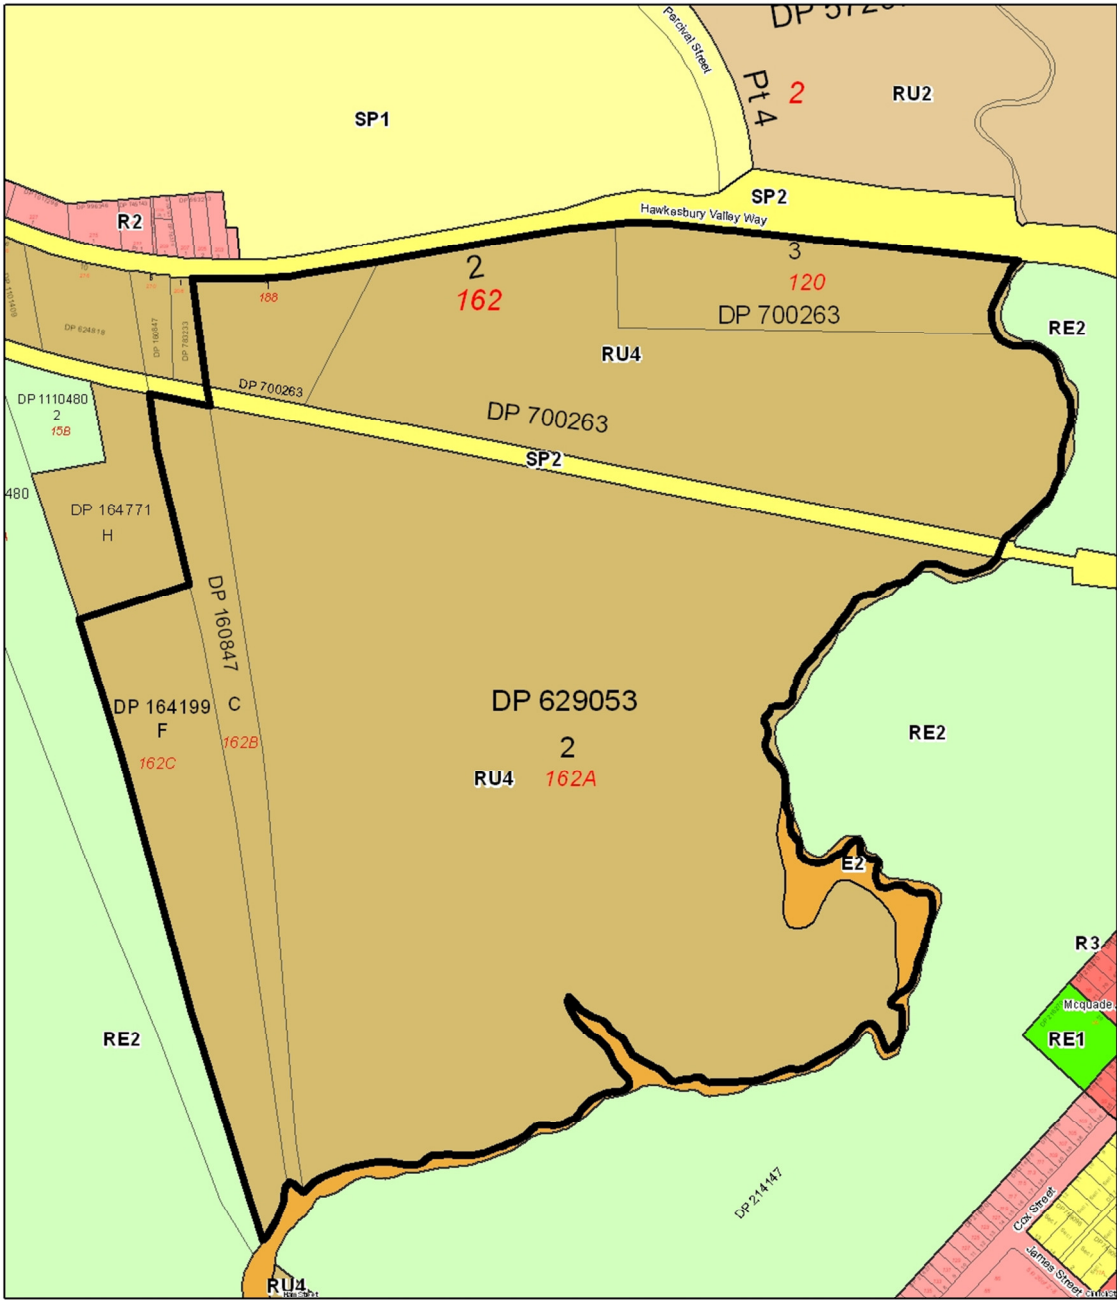 DP 5726
Percival Street
Pt 4
2
RU2
SP1
SP2
R2
Hawkesbury Valley Way
2
162
3
120
DP 700263
188
RU4
RE2
DP 624819
DP 160847
DP 783233
DP 700263
DP 700263
SP2
DP 1110480
2
15B
480
DP 164771
H
DP 160847
C
162B
DP 164199
F
162C
DP 629053
2
162A
RU4
RE2
E2
R3
Mcquade
RE1
RE2
DP 214147
Cox Street
James Street
RU4